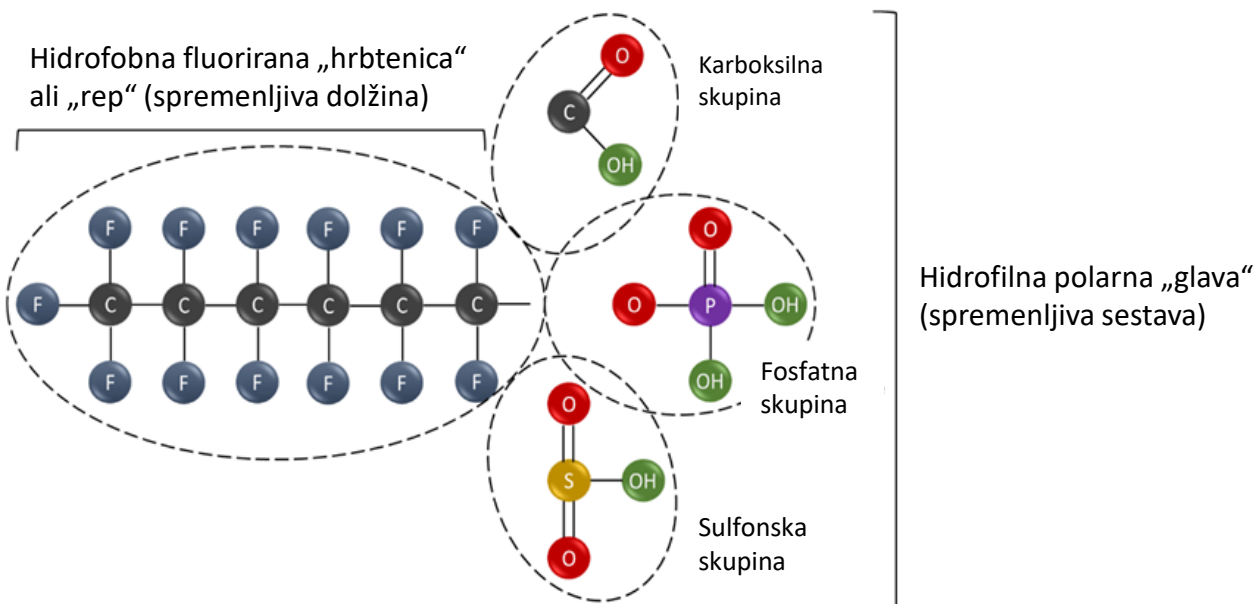 Hidrofobna fluorirana „hrbtenica“
ali „rep“ (spremenljiva dolžina)
Karboksilna
skupina
O
C
OH
F F F F F F
F C C C C C C
F F F F F F
O
O P OH
OH
Fosfatna
skupina
Hidrofilna polarna „glava“
(spremenljiva sestava)
O
S OH
O
Sulfonska
skupina